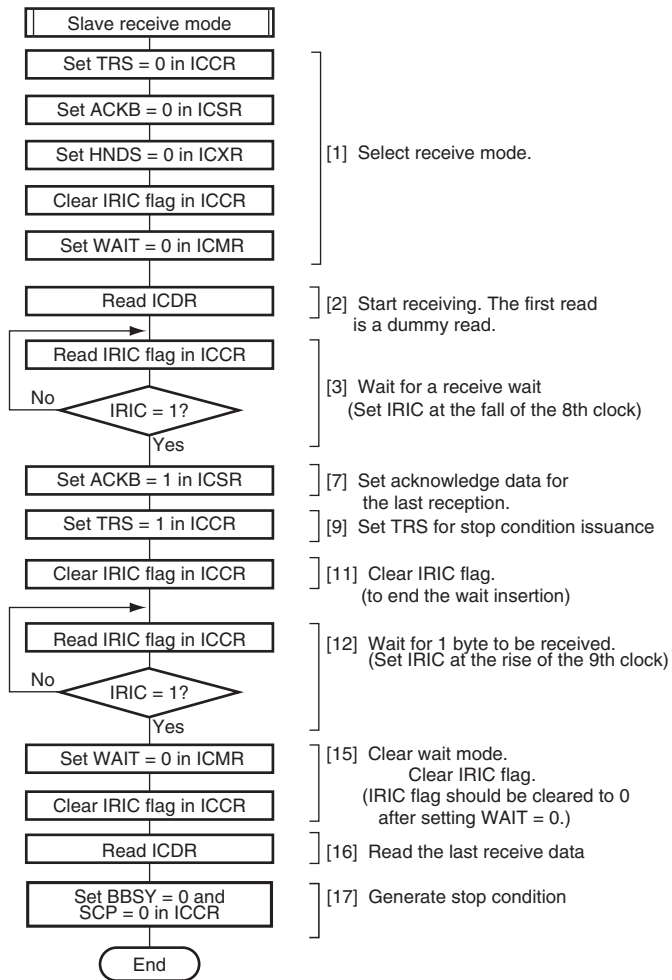 Slave receive mode
Set TRS = 0 in ICCR
Set ACKB = 0 in ICSR
Set HNDS = 0 in ICXR
[1] Select receive mode.
Clear IRIC flag in ICCR
Set WAIT = 0 in ICMR
Read ICDR
[2] Start receiving. The first read
is a dummy read.
Read IRIC flag in ICCR
[3] Wait for a receive wait
(Set IRIC at the fall of the 8th clock)
No
IRIC = 1?
Yes
Set ACKB = 1 in ICSR
[7] Set acknowledge data for
the last reception.
Set TRS = 1 in ICCR
[9] Set TRS for stop condition issuance
Clear IRIC flag in ICCR
[11] Clear IRIC flag.
(to end the wait insertion)
Read IRIC flag in ICCR
[12] Wait for 1 byte to be received.
(Set IRIC at the rise of the 9th clock)
No
IRIC = 1?
Yes
Set WAIT = 0 in ICMR
[15] Clear wait mode.
Clear IRIC flag.
(IRIC flag should be cleared to 0
after setting WAIT = 0.)
Clear IRIC flag in ICCR
Read ICDR
[16] Read the last receive data
Set BBSY = 0 and
SCP = 0 in ICCR
[17] Generate stop condition
End